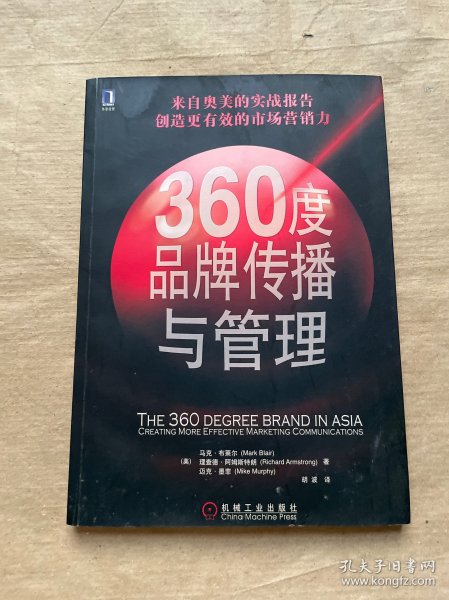 华章经管
来自奥美的实战报告
创造更有效的市场营销力
360度
品牌传播
与管理
THE 360 DEGREE BRAND IN ASIA
CREATING MORE EFFECTIVE MARKETING COMMUNICATIONS
马克·布莱尔 (Mark Blair)
(美) 理查德·阿姆斯特朗 (Richard Armstrong) 著
迈克·墨菲 (Mike Murphy)
胡波 译
机械工业出版社
China Machine Press
孔夫子旧书网
www.kongfz.com